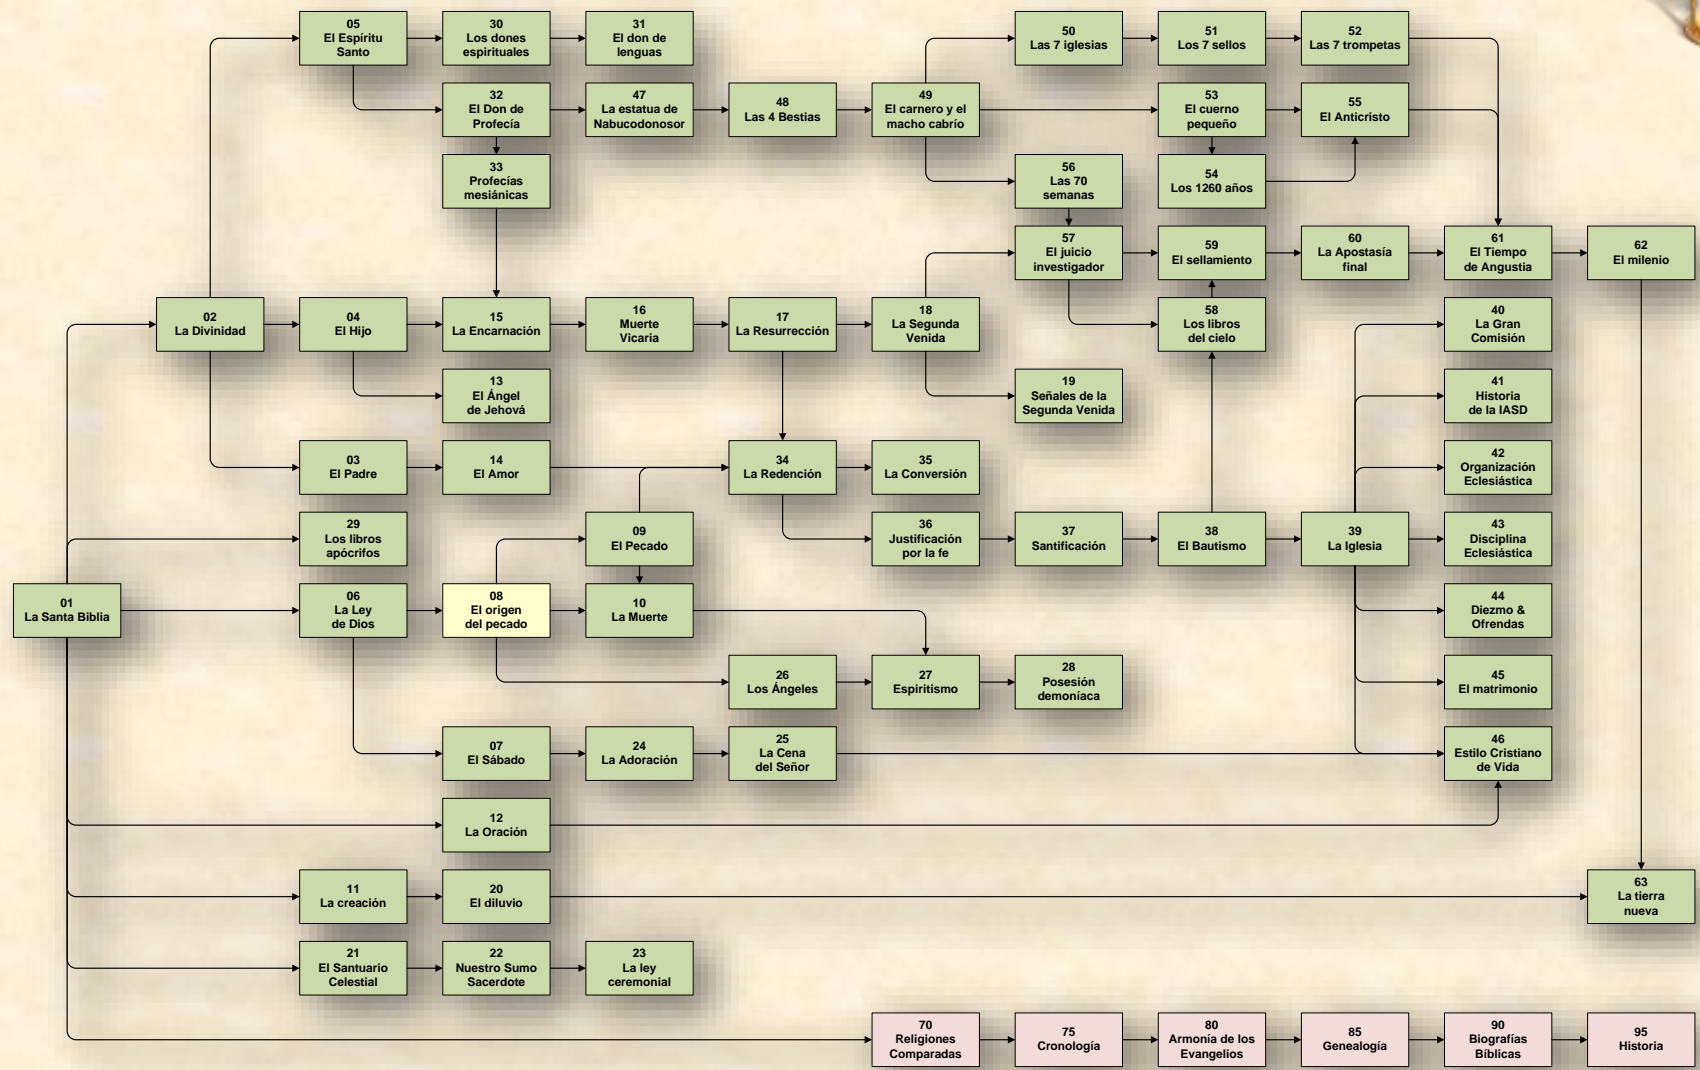 05
El Espíritu
Santo
30
Los dones
espirituales
31
El don de
lenguas
50
Las 7 iglesias
51
Los 7 sellos
52
Las 7 trompetas
32
El Don de
Profecía
47
La estatua de
Nabucodonosor
48
Las 4 Bestias
49
El carnero y el
macho cabrío
53
El cuerno
pequeño
55
El Anticristo
33
Profecías
mesiánicas
56
Las 70
semanas
54
Los 1260 años
57
El juicio
investigador
59
El sellamiento
60
La Apostasía
final
61
El Tiempo
de Angustia
62
El milenio
02
La Divinidad
04
El Hijo
15
La Encarnación
16
Muerte
Vicaria
17
La Resurrección
18
La Segunda
Venida
58
Los libros
del cielo
40
La Gran
Comisión
13
El Ángel
de Jehová
19
Señales de la
Segunda Venida
41
Historia
de la IASD
03
El Padre
14
El Amor
34
La Redención
35
La Conversión
42
Organización
Eclesiástica
29
Los libros
apócrifos
09
El Pecado
36
Justificación
por la fe
37
Santificación
38
El Bautismo
39
La Iglesia
43
Disciplina
Eclesiástica
01
La Santa Biblia
06
La Ley
de Dios
08
El origen
del pecado
10
La Muerte
44
Diezmo &
Ofrendas
26
Los Ángeles
27
Espiritismo
28
Posesión
demoníaca
45
El matrimonio
07
El Sábado
24
La Adoración
25
La Cena
del Señor
46
Estilo Cristiano
de Vida
12
La Oración
11
La creación
20
El diluvio
63
La tierra
nueva
21
El Santuario
Celestial
22
Nuestro Sumo
Sacerdote
23
La ley
ceremonial
70
Religiones
Comparadas
75
Cronología
80
Armonía de los
Evangelios
85
Genealogía
90
Biografías
Bíblicas
95
Historia